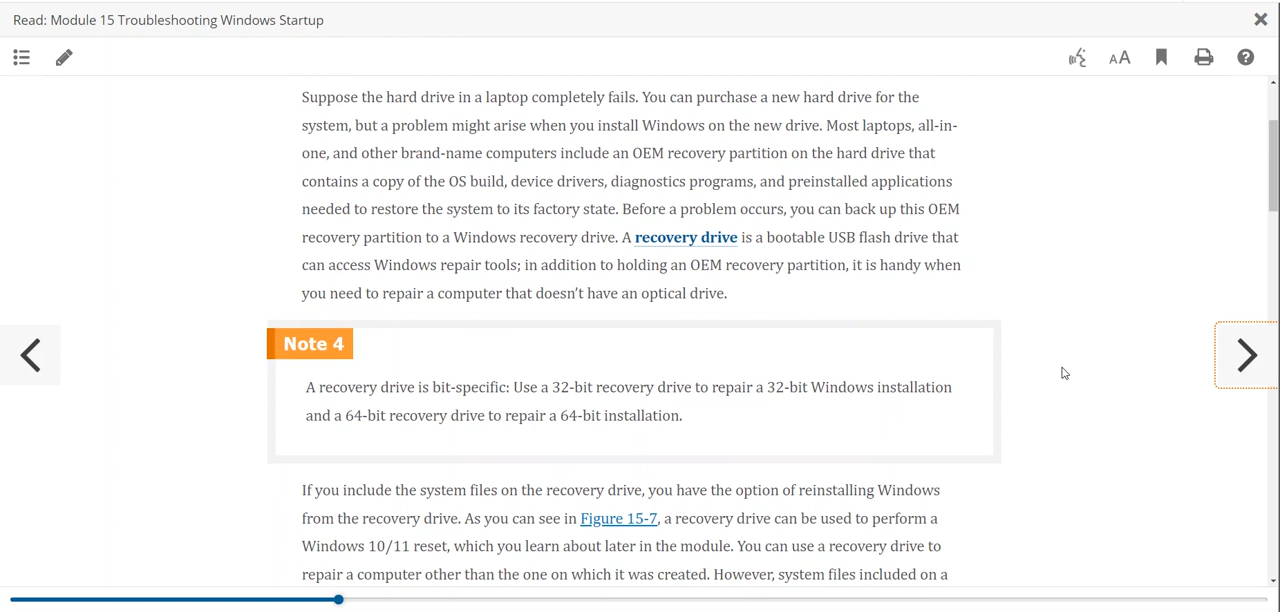 Read: Module 15 Troubleshooting Windows Startup
AA
Suppose the hard drive in a laptop completely fails. You can purchase a new hard drive for the
system, but a problem might arise when you install Windows on the new drive. Most laptops, all-in-
one, and other brand-name computers include an OEM recovery partition on the hard drive that
contains a copy of the OS build, device drivers, diagnostics programs, and preinstalled applications
needed to restore the system to its factory state. Before a problem occurs, you can back up this OEM
recovery partition to a Windows recovery drive. A recovery drive is a bootable USB flash drive that
can access Windows repair tools; in addition to holding an OEM recovery partition, it is handy when
you need to repair a computer that doesn’t have an optical drive.
Note 4
A recovery drive is bit-specific: Use a 32-bit recovery drive to repair a 32-bit Windows installation
and a 64-bit recovery drive to repair a 64-bit installation.
If you include the system files on the recovery drive, you have the option of reinstalling Windows
from the recovery drive. As you can see in Figure 15-7, a recovery drive can be used to perform a
Windows 10/11 reset, which you learn about later in the module. You can use a recovery drive to
repair a computer other than the one on which it was created. However, system files included on a